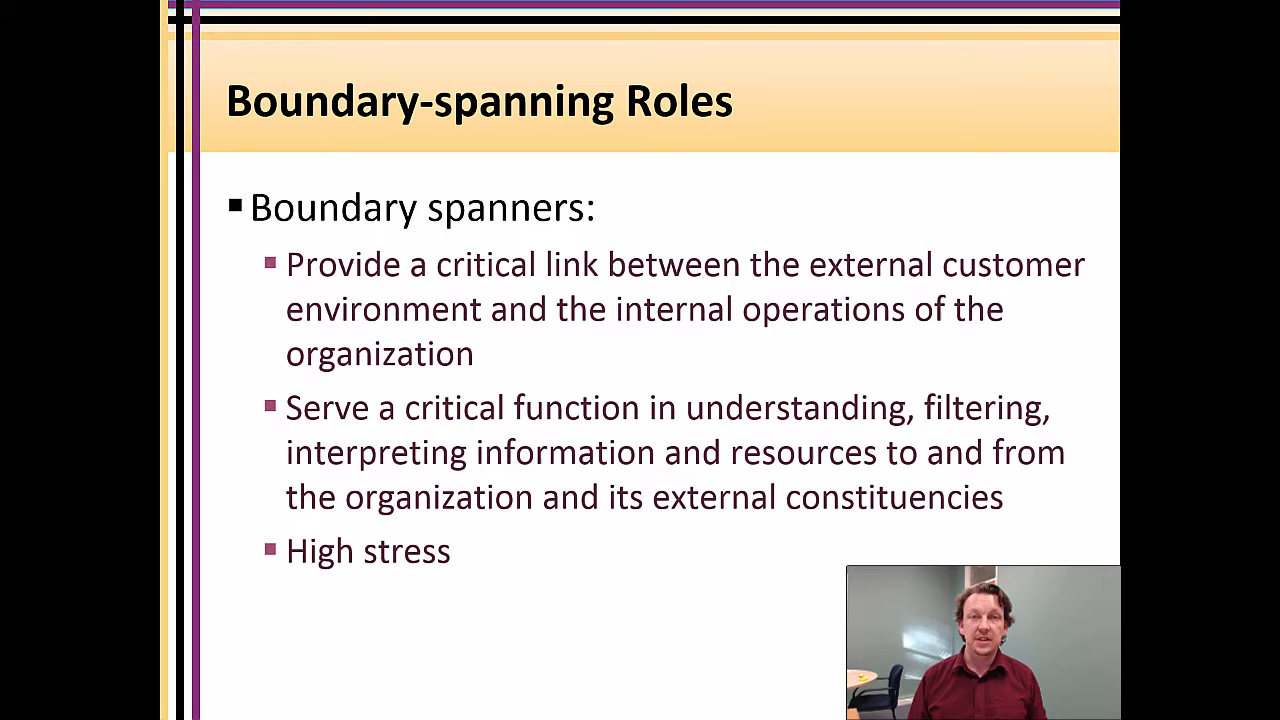 Boundary-spanning Roles
Boundary spanners:
Provide a critical link between the external customer
environment and the internal operations of the
organization
Serve a critical function in understanding, filtering,
interpreting information and resources to and from
the organization and its external constituencies
High stress